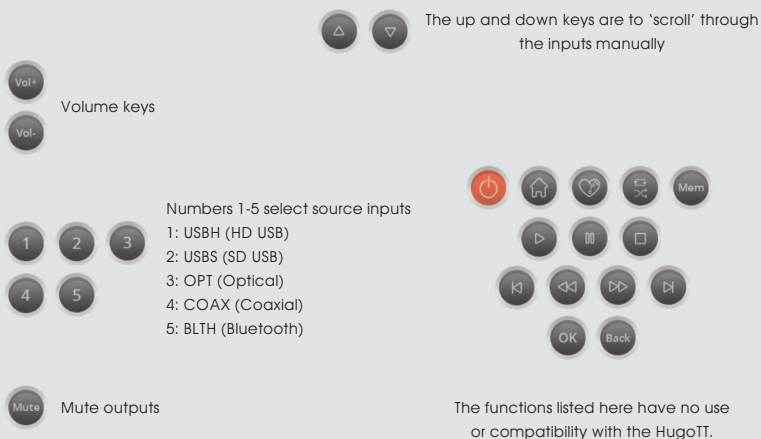 The up and down keys are to ‘scroll’ through
the inputs manually
Vol+
Volume keys
Vol-
Numbers 1-5 select source inputs
1 2 3
1: USBH (HD USB)
2: USBS (SD USB)
3: OPT (Optical)
4 5
4: COAX (Coaxial)
5: BLTH (Bluetooth)
Mute
Mute outputs
Mem
OK Back
The functions listed here have no use
or compatibility with the HugoTT.